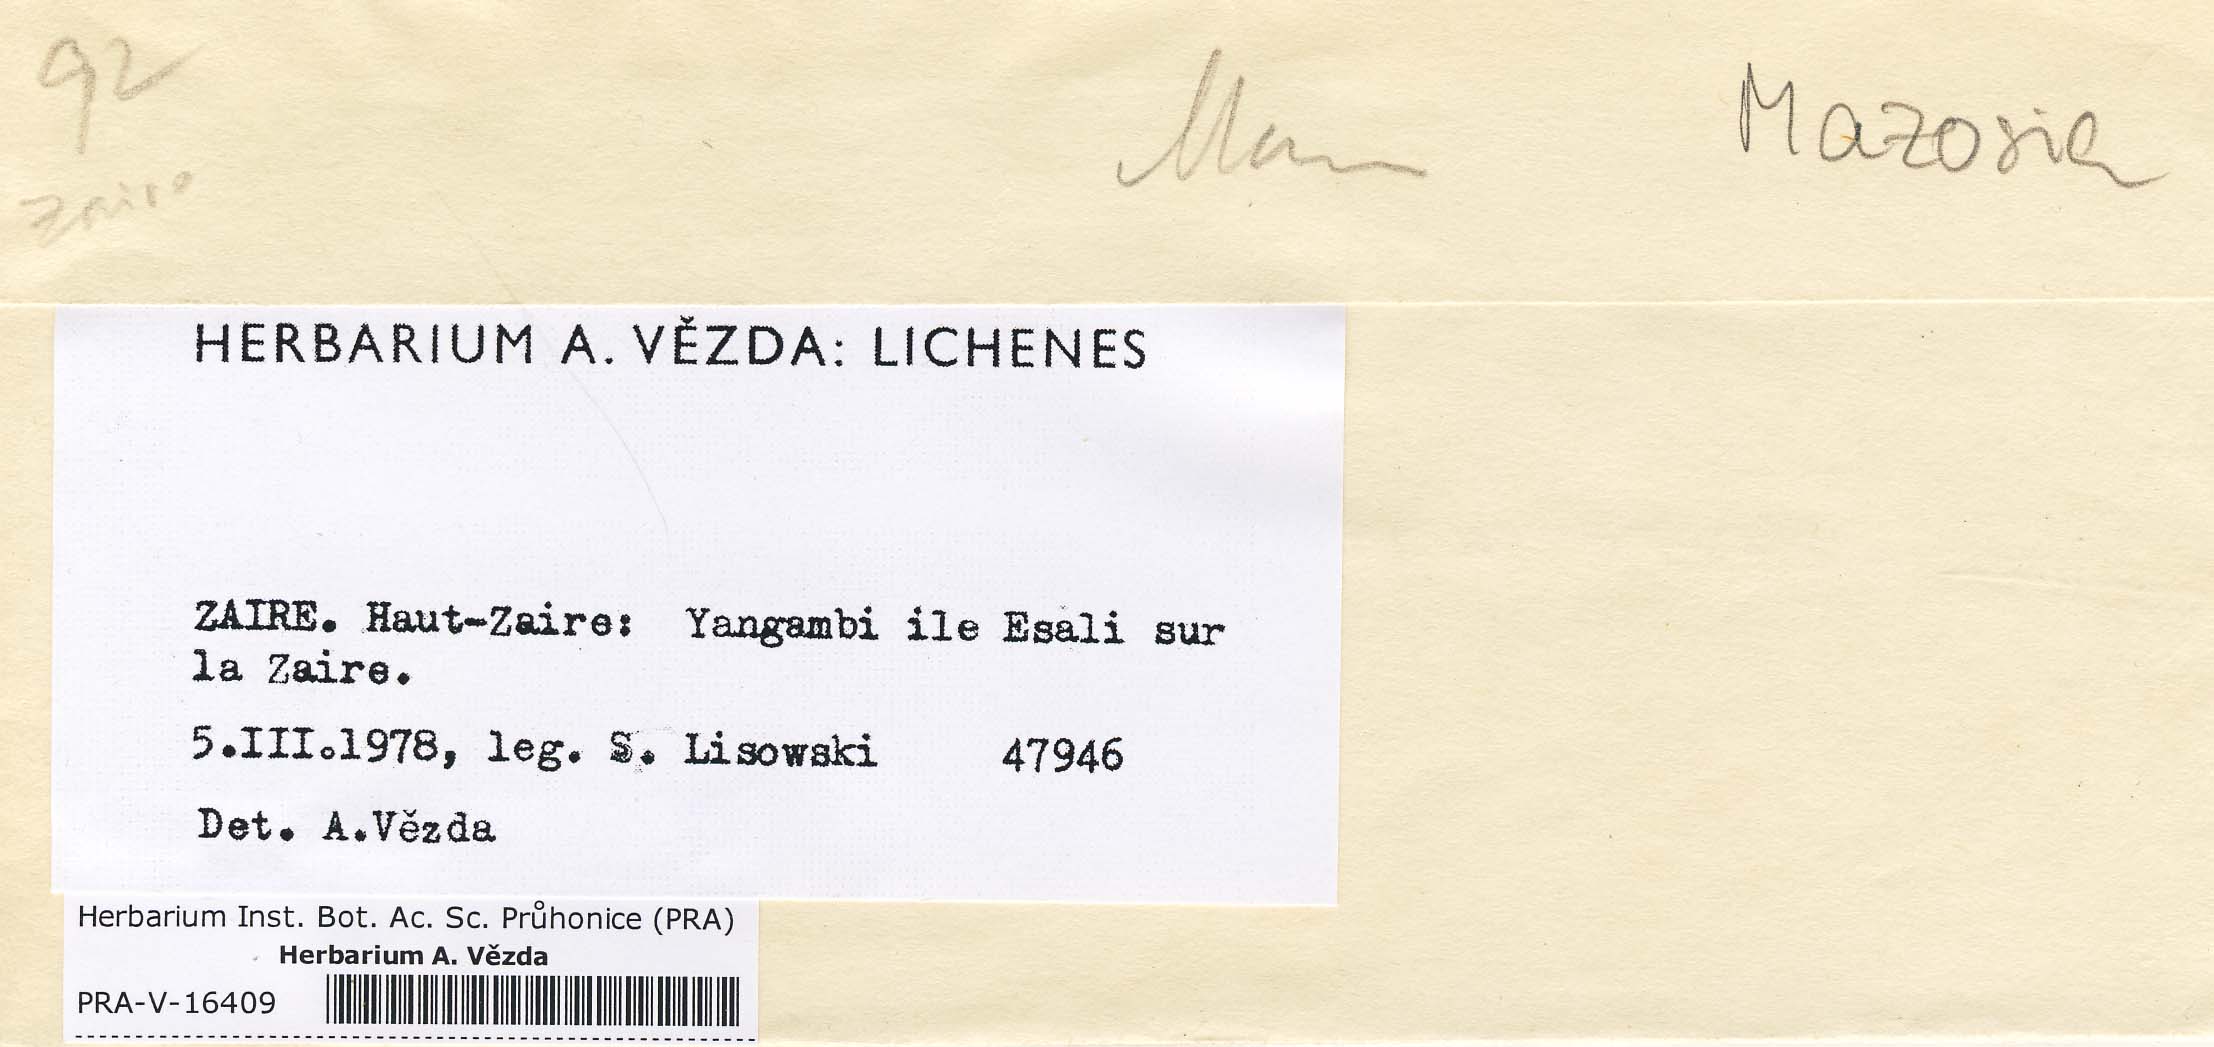 92
Zaire
Mazosia
HERBARIUM A. VĚZDA: LICHENES
ZAIRE. Haut-Zaire: Yangambi ile Esali sur
la Zaire.
5.III.1978, leg. S. Lisowski 47946
Det. A.Vězda
Herbarium Inst. Bot. Ac. Sc. Průhonice (PRA)
Herbarium A. Vězda
PRA-V-16409